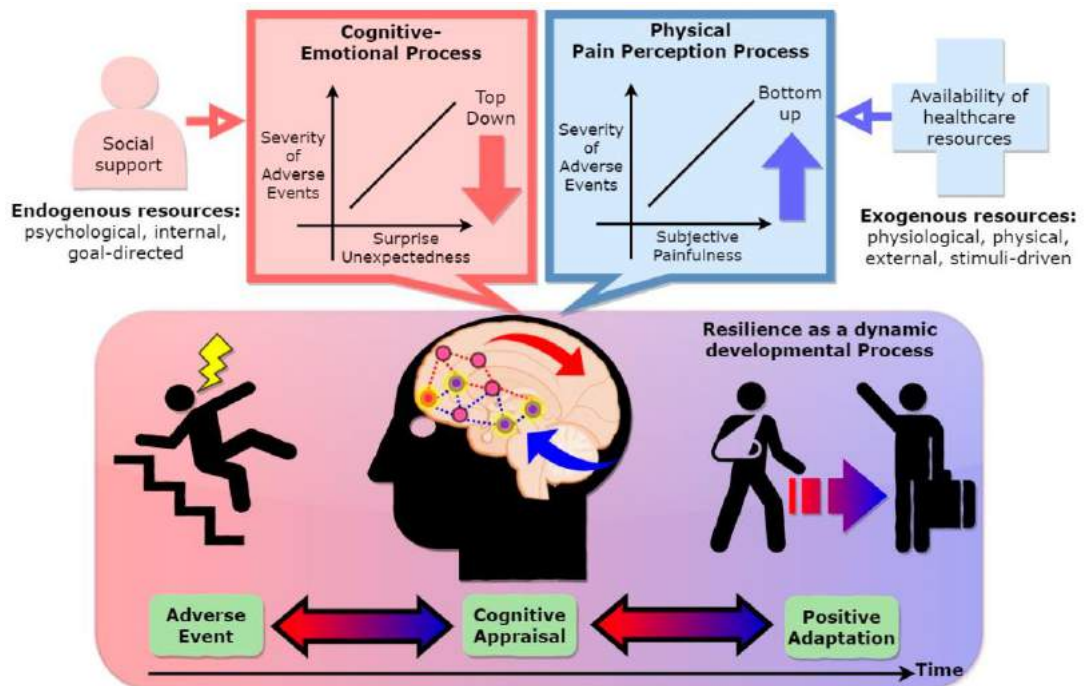 Social
support
Endogenous resources:
psychological, internal,
goal-directed
Cognitive-
Emotional Process
Severity
of
Adverse
Events
Top
Down
Surprise
Unexpectedness
Physical
Pain Perception Process
Severity
of
Adverse
Events
Bottom
up
Subjective
Painfulness
Availability of
healthcare
resources
Exogenous resources:
physiological, physical,
external, stimuli-driven
Resilience as a dynamic
developmental Process
Adverse
Event
Cognitive
Appraisal
Positive
Adaptation
Time